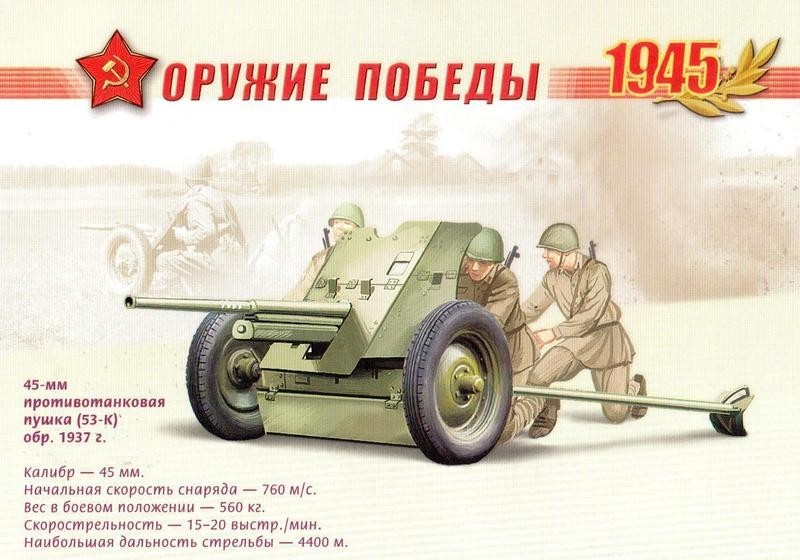 ОРУЖИЕ ПОБЕДЫ
1945
45-мм
противотанковая
пушка (53-К)
обр. 1937 г.
Калибр — 45 мм.
Начальная скорость снаряда — 760 м/с.
Вес в боевом положении — 560 кг.
Скорострельность — 15–20 выстр./мин.
Наибольшая дальность стрельбы — 4400 м.